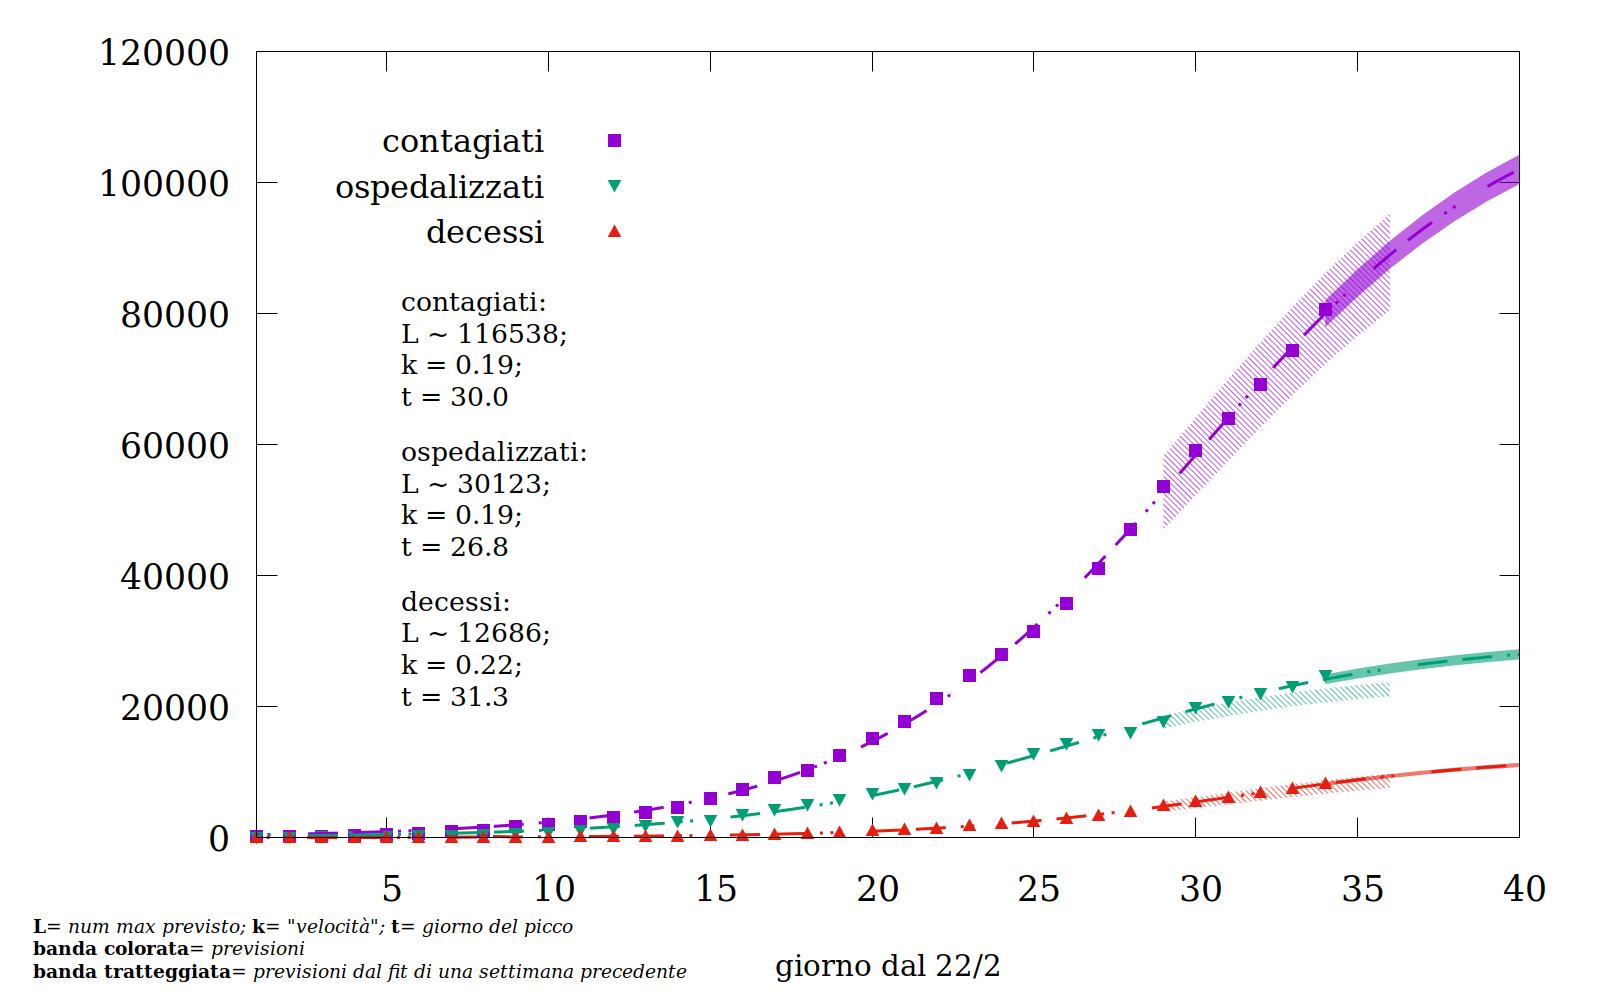 120000
100000
80000
60000
40000
20000
0
contagiati
ospedalizzati
decessi
contagiati:
L ~ 116538;
k = 0.19;
t = 30.0
ospedalizzati:
L ~ 30123;
k = 0.19;
t = 26.8
decessi:
L ~ 12686;
k = 0.22;
t = 31.3
5 10 15 20 25 30 35 40
L= num max previsto; k= "velocità"; t= giorno del picco
banda colorata= previsioni
banda tratteggiata= previsioni dal fit di una settimana precedente
giorno dal 22/2